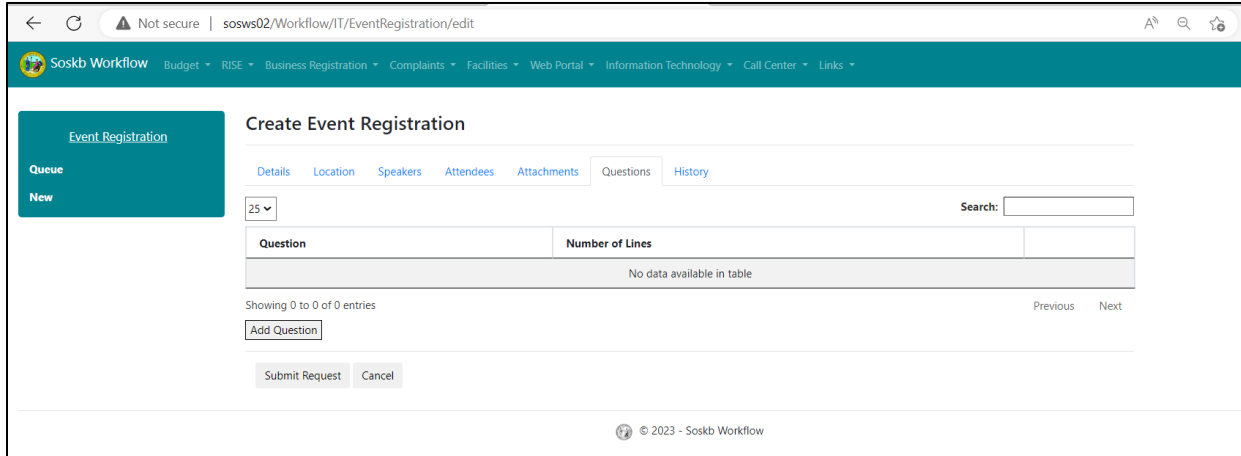 Not secure | sosws02/Workflow/IT/EventRegistration/edit
Soskb Workflow Budget RISE Business Registration Complaints Facilities Web Portal Information Technology Call Center Links
Event Registration
Queue
New
Create Event Registration
Details Location Speakers Attendees Attachments Questions History
25 Search:
Question Number of Lines
No data available in table
Showing 0 to 0 of 0 entries Previous Next
Add Question
Submit Request Cancel
© 2023 - Soskb Workflow